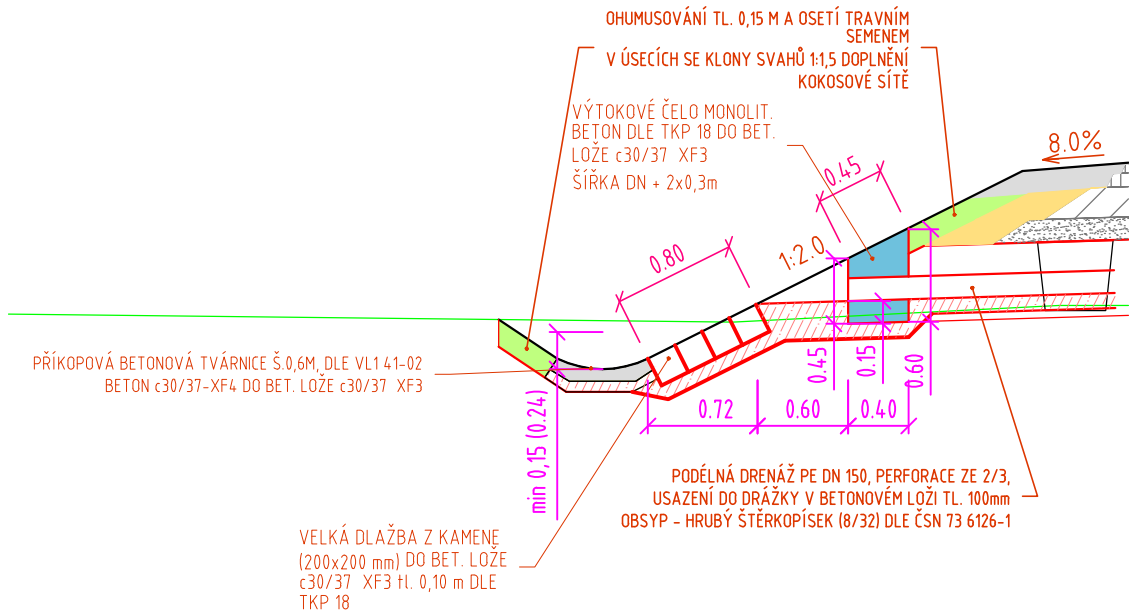 OHUMUSOVÁNÍ TL. 0,15 M A OSETÍ TRAVNÍM
SEMENEM
V ÚSECÍCH SE KLONY SVAHŮ 1:1,5 DOPLNĚNÍ
KOKOSOVÉ SÍTĚ
VÝTOKOVÉ ČELO MONOLIT.
BETON DLE TKP 18 DO BET.
LOŽE c30/37 XF3
ŠÍŘKA DN + 2x0,3m
8.0%
0.45
0.80
1:2.0
PŘÍKOPOVÁ BETONOVÁ TVÁRNICE Š.0,6M, DLE VL1 41-02
BETON c30/37-XF4 DO BET. LOŽE c30/37 XF3
min 0,15 (0.24)
0.45
0.15
0.60
0.72
0.60
0.40
PODÉLNÁ DRENÁŽ PE DN 150, PERFORACE ZE 2/3,
USAZENÍ DO DRÁŽKY V BETONOVÉM LOŽI TL. 100mm
OBSYP - HRUBÝ ŠTĚRKOPÍSEK (8/32) DLE ČSN 73 6126-1
VELKÁ DLAŽBA Z KAMENE
(200x200 mm) DO BET. LOŽE
c30/37 XF3 tl. 0,10 m DLE
TKP 18